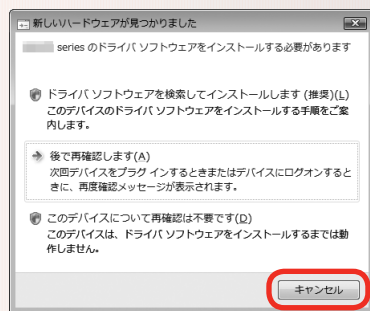 新しいハードウェアが見つかりました
series のドライバ ソフトウェアをインストールする必要があります
ドライバ ソフトウェアを検索してインストールします (推奨)(L)
このデバイスのドライバ ソフトウェアをインストールする手順をご案
内します。
後で再確認します(A)
次回デバイスをプラグ インするときまたはデバイスにログオンすると
きに、再度確認メッセージが表示されます。
このデバイスについて再確認は不要です(D)
このデバイスは、ドライバ ソフトウェアをインストールするまでは動
作しません。
キャンセル